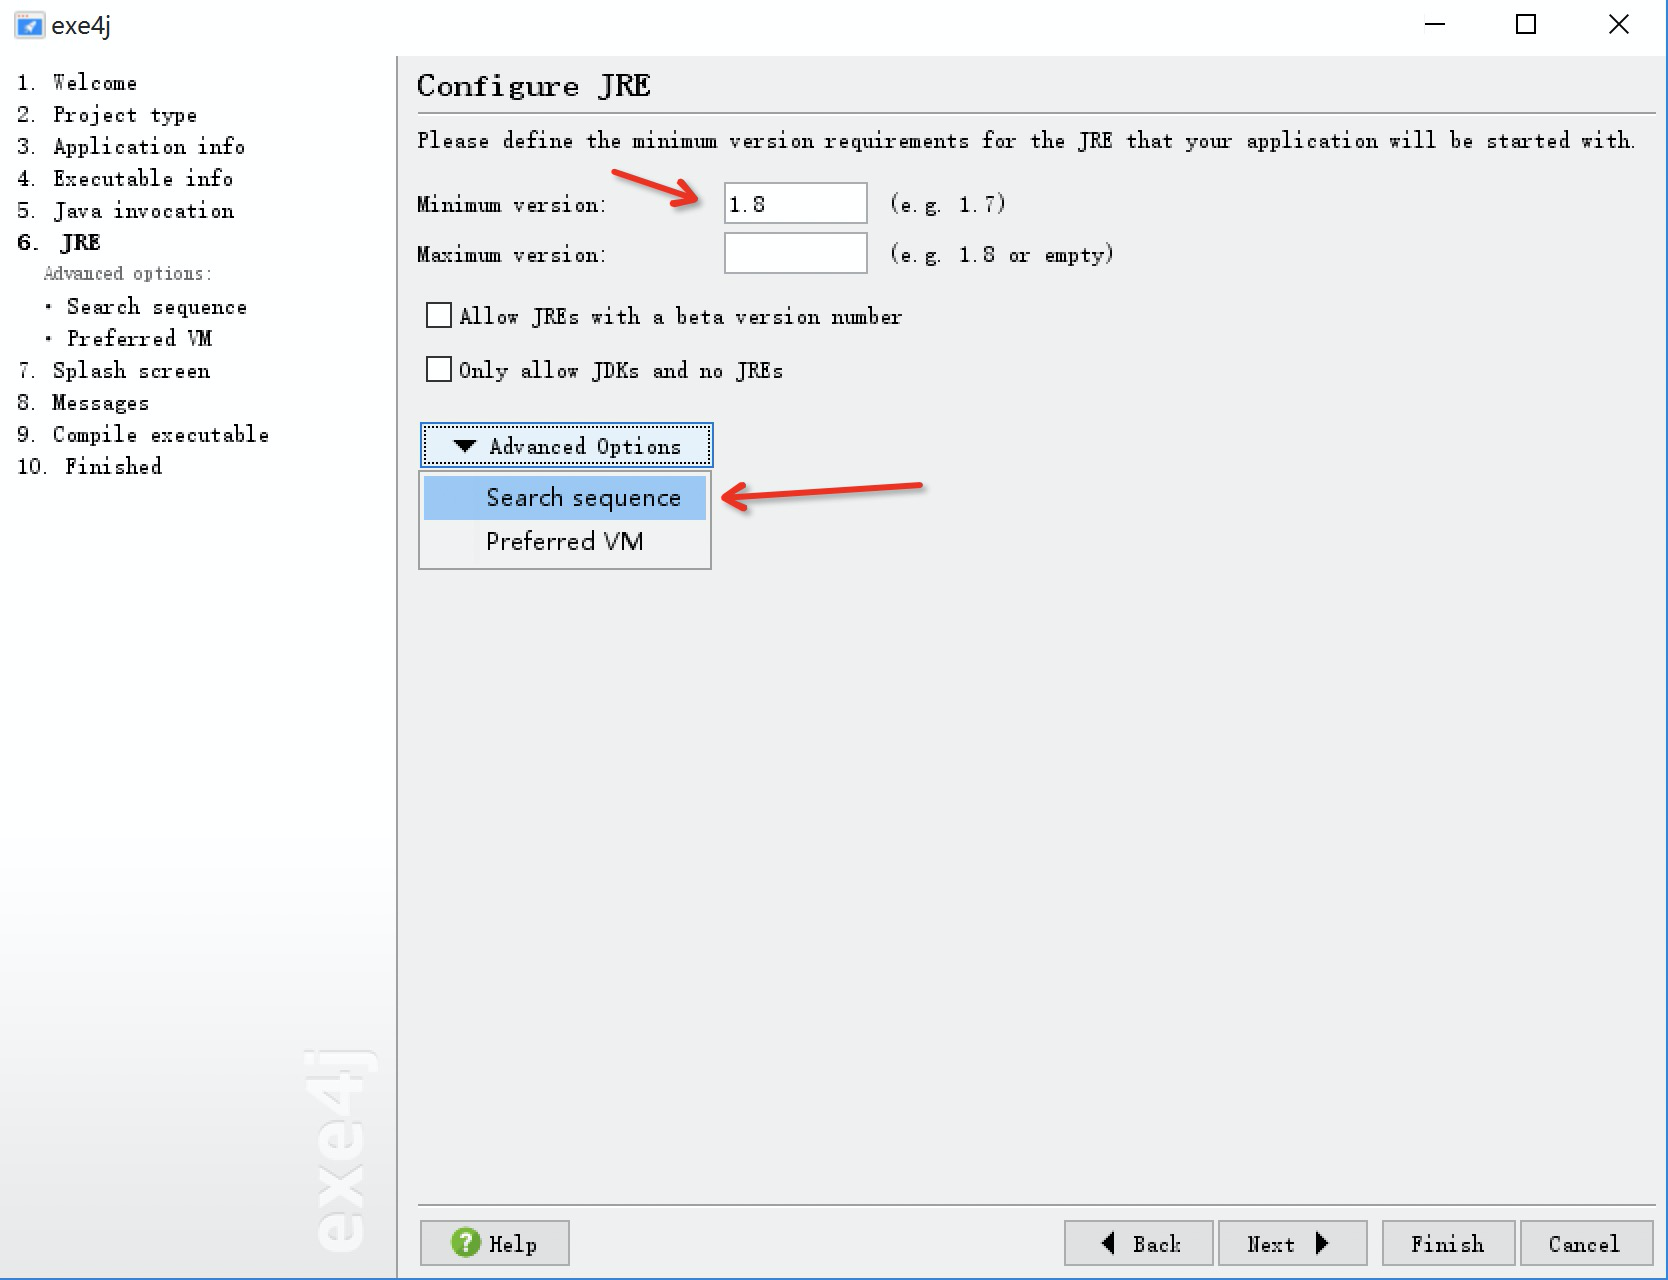 exe4j
1. Welcome
2. Project type
3. Application info
4. Executable info
5. Java invocation
6. JRE
Advanced options:
· Search sequence
· Preferred VM
7. Splash screen
8. Messages
9. Compile executable
10. Finished
exe4j
Configure JRE
Please define the minimum version requirements for the JRE that your application will be started with.
Minimum version: 1.8 (e.g. 1.7)
Maximum version: (e.g. 1.8 or empty)
Allow JREs with a beta version number
Only allow JDKs and no JREs
Advanced Options
Search sequence
Preferred VM
? Help Back Next Finish Cancel